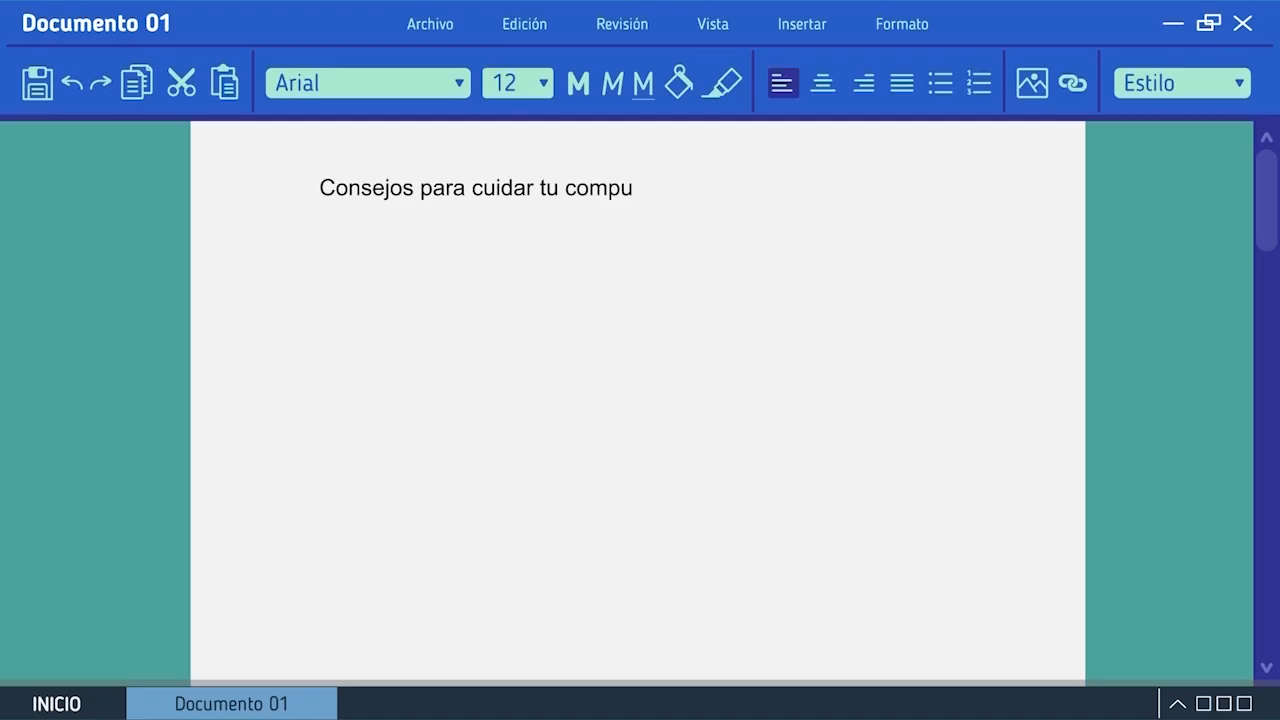 Documento 01
Archivo Edición Revisión Vista Insertar Formato
Arial 12 M M M Estilo
Consejos para cuidar tu compu
INICIO Documento 01